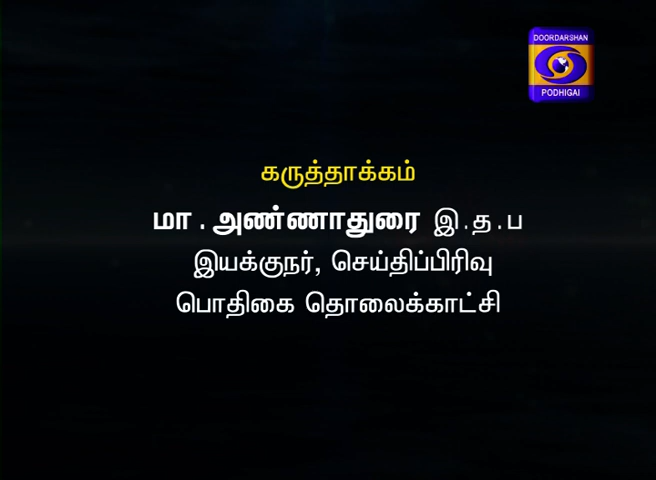 DOORDARSHAN
PODHIGAI
கருத்தாக்கம்
மா . அண்ணாதுரை இ.த.ப
இயக்குநர், செய்திப்பிரிவு
பொதிகை தொலைக்காட்சி